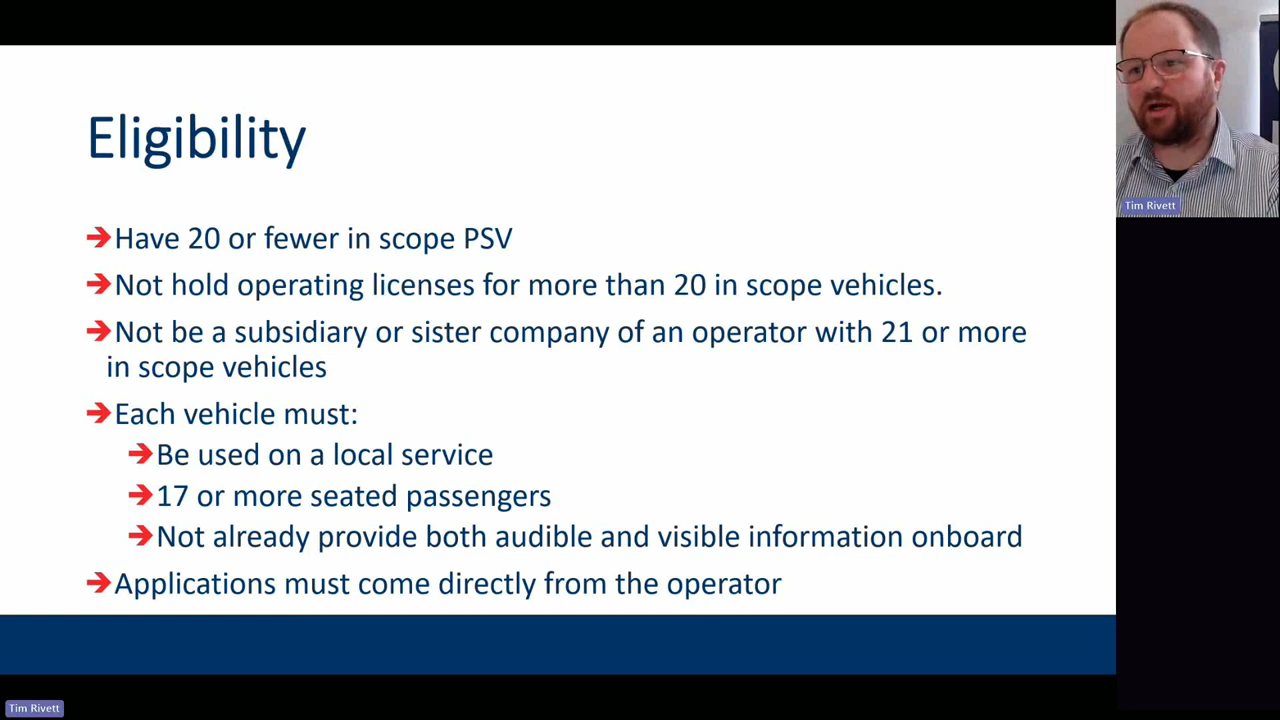 Eligibility
Have 20 or fewer in scope PSV
Not hold operating licenses for more than 20 in scope vehicles.
Not be a subsidiary or sister company of an operator with 21 or more
in scope vehicles
Each vehicle must:
Be used on a local service
17 or more seated passengers
Not already provide both audible and visible information onboard
Applications must come directly from the operator
Tim Rivett
Tim Rivett